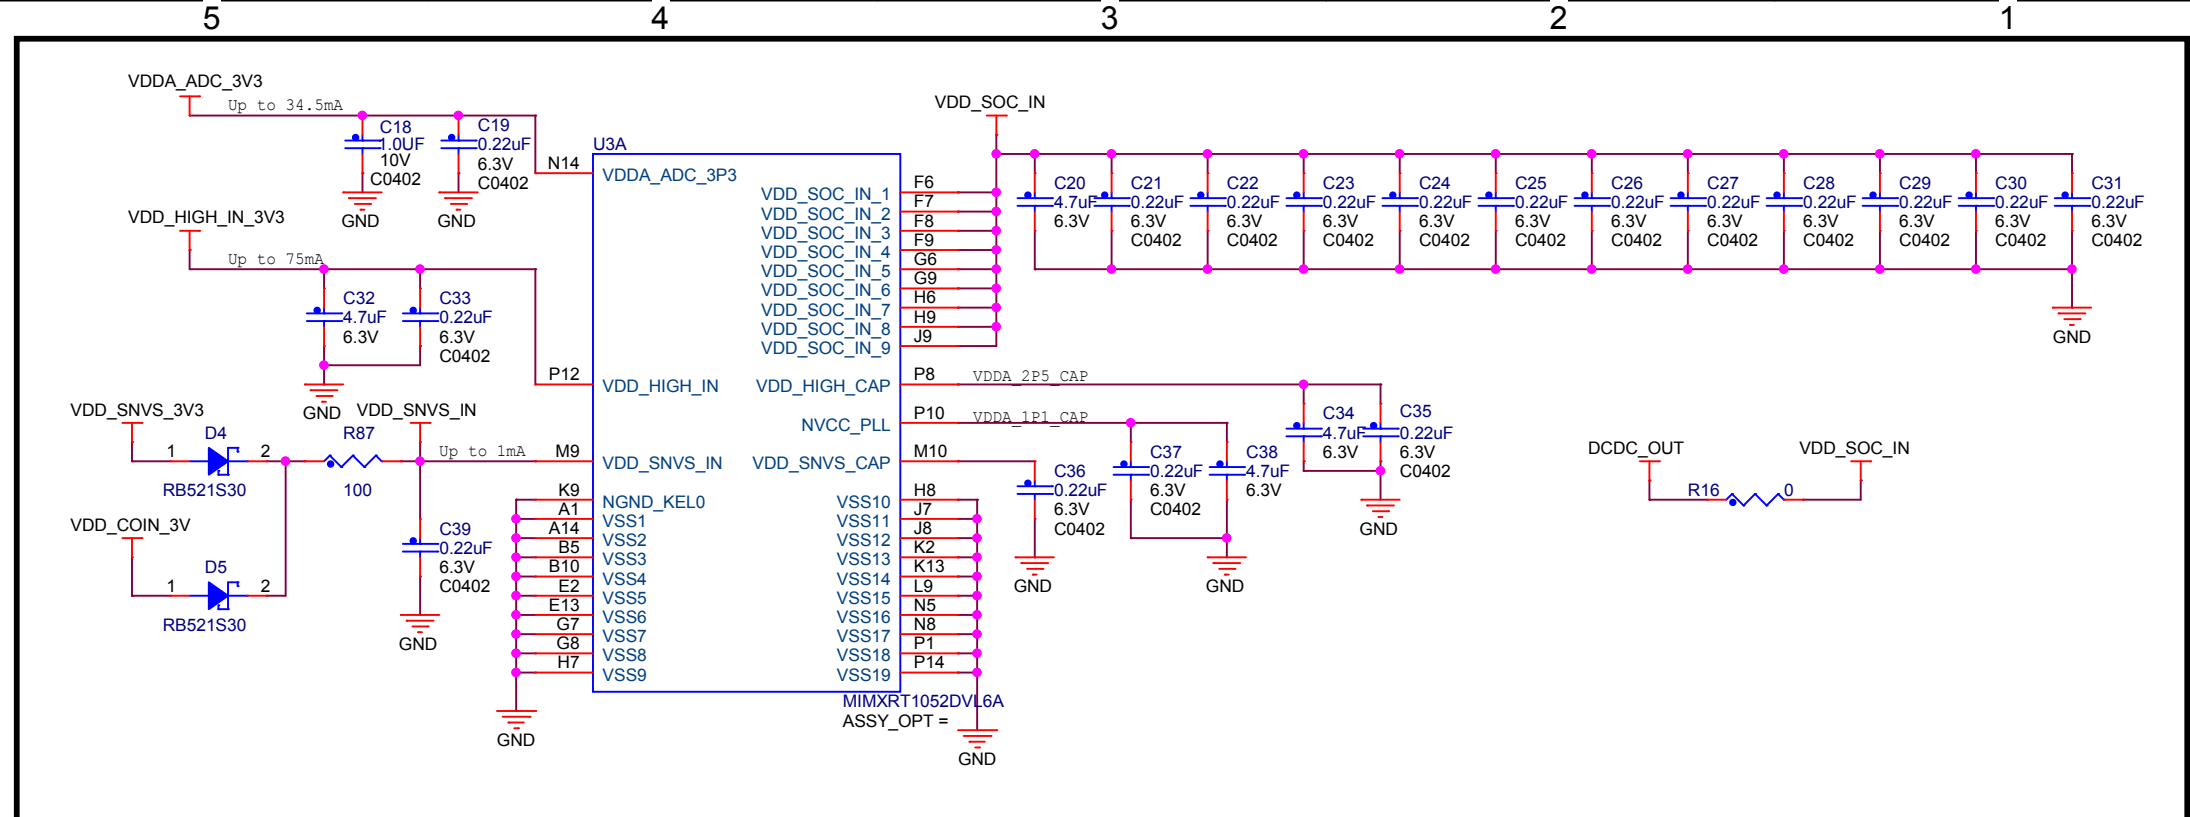 5 4 3 2 1
VDDA_ADC_3V3
Up to 34.5mA
C18
1.0UF
10V
C0402
GND
C19
0.22uF
6.3V
C0402
GND
VDD_HIGH_IN_3V3
Up to 75mA
C32
4.7uF
6.3V
C33
0.22uF
6.3V
C0402
GND
VDD_SNVS_3V3
1 D4 2
RB521S30
VDD_COIN_3V
1 D5 2
RB521S30
R87
100
VDD_SNVS_IN
Up to 1mA
C39
0.22uF
6.3V
C0402
GND
U3A
N14 VDDA_ADC_3P3
P12 VDD_HIGH_IN
M9 VDD_SNVS_IN
K9 NGND_KEL0
A1 VSS1
A14 VSS2
B5 VSS3
B10 VSS4
E2 VSS5
E13 VSS6
G7 VSS7
G8 VSS8
H7 VSS9
GND
VDD_SOC_IN_1 F6
VDD_SOC_IN_2 F7
VDD_SOC_IN_3 F8
VDD_SOC_IN_4 F9
VDD_SOC_IN_5 G6
VDD_SOC_IN_6 G9
VDD_SOC_IN_7 H6
VDD_SOC_IN_8 H9
VDD_SOC_IN_9 J9
VDD_HIGH_CAP P8 VDDA_2P5_CAP
NVCC_PLL P10 VDDA_1P1_CAP
VDD_SNVS_CAP M10
VSS10 H8
VSS11 J7
VSS12 J8
VSS13 K2
VSS14 K13
VSS15 L9
VSS16 N5
VSS17 N8
VSS18 P1
VSS19 P14
MIMXRT1052DVL6A
ASSY_OPT =
GND
VDD_SOC_IN
C20
4.7uF
6.3V
C21
0.22uF
6.3V
C0402
C22
0.22uF
6.3V
C0402
C23
0.22uF
6.3V
C0402
C24
0.22uF
6.3V
C0402
C25
0.22uF
6.3V
C0402
C26
0.22uF
6.3V
C0402
C27
0.22uF
6.3V
C0402
C28
0.22uF
6.3V
C0402
C29
0.22uF
6.3V
C0402
C30
0.22uF
6.3V
C0402
C31
0.22uF
6.3V
C0402
GND
C34
4.7uF
6.3V
C35
0.22uF
6.3V
C0402
GND
C36
0.22uF
6.3V
C0402
GND
C37
0.22uF
6.3V
C0402
C38
4.7uF
6.3V
GND
DCDC_OUT
R16 0
VDD_SOC_IN